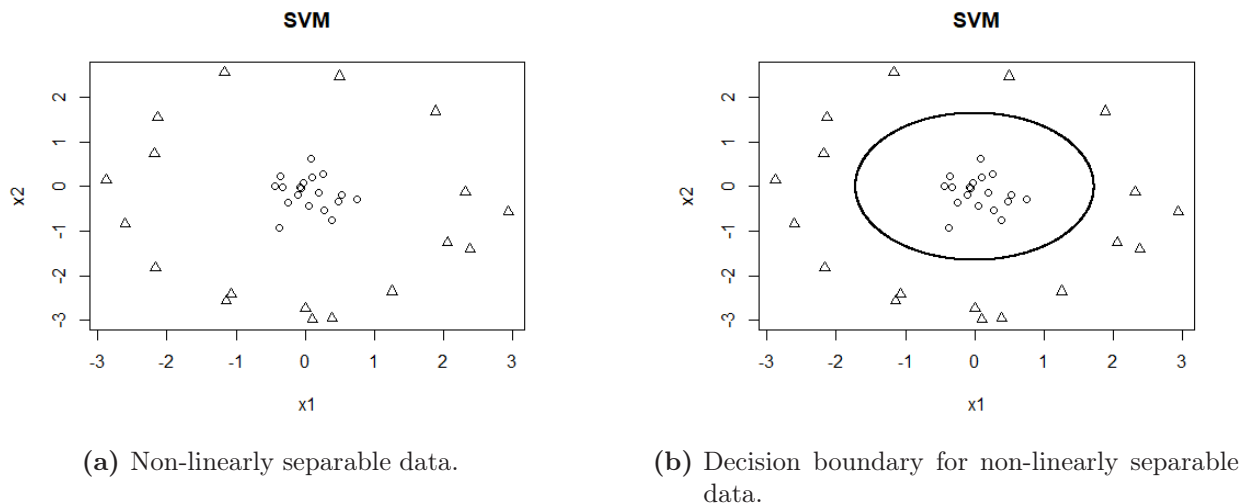 SVM
x2
2
1
0
-1
-2
-3
-3 -2 -1 0 1 2 3
x1
(a) Non-linearly separable data.
SVM
x2
2
1
0
-1
-2
-3
-3 -2 -1 0 1 2 3
x1
(b) Decision boundary for non-linearly separable
data.